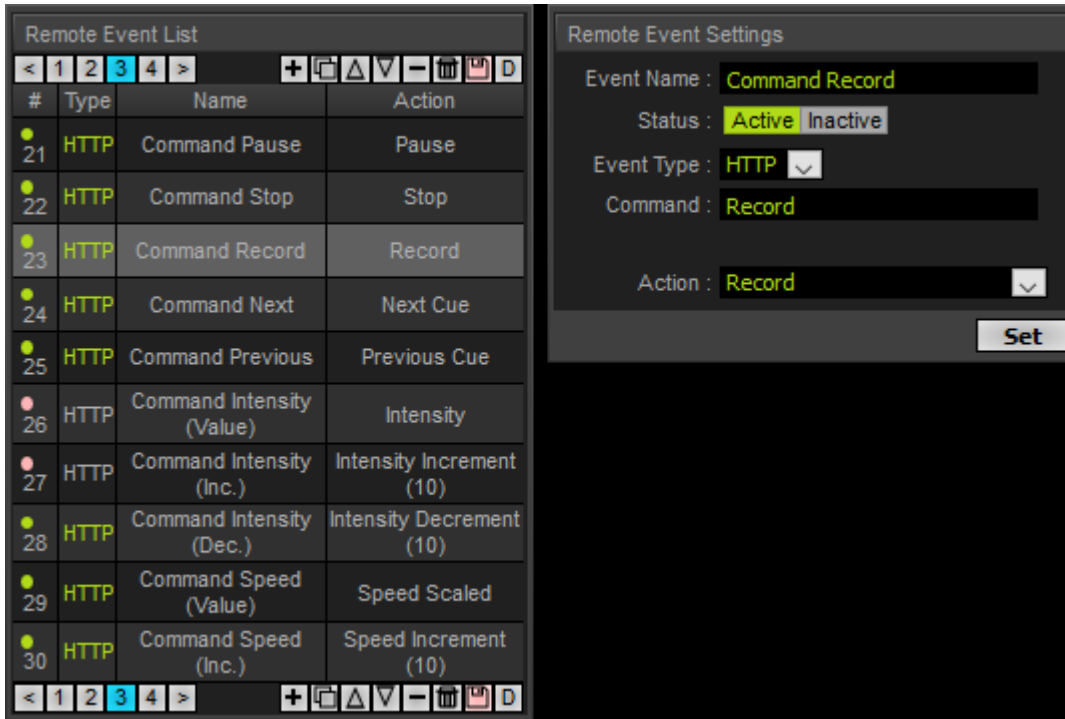 Remote Event List
< 1 2 3 4 > + − D
# Type Name Action
21 HTTP Command Pause Pause
22 HTTP Command Stop Stop
23 HTTP Command Record Record
24 HTTP Command Next Next Cue
25 HTTP Command Previous Previous Cue
26 HTTP Command Intensity (Value) Intensity
27 HTTP Command Intensity (Inc.) Intensity Increment (10)
28 HTTP Command Intensity (Dec.) Intensity Decrement (10)
29 HTTP Command Speed (Value) Speed Scaled
30 HTTP Command Speed (Inc.) Speed Increment (10)
< 1 2 3 4 > + − D
Remote Event Settings
Event Name : Command Record
Status : Active Inactive
Event Type : HTTP
Command : Record
Action : Record
Set